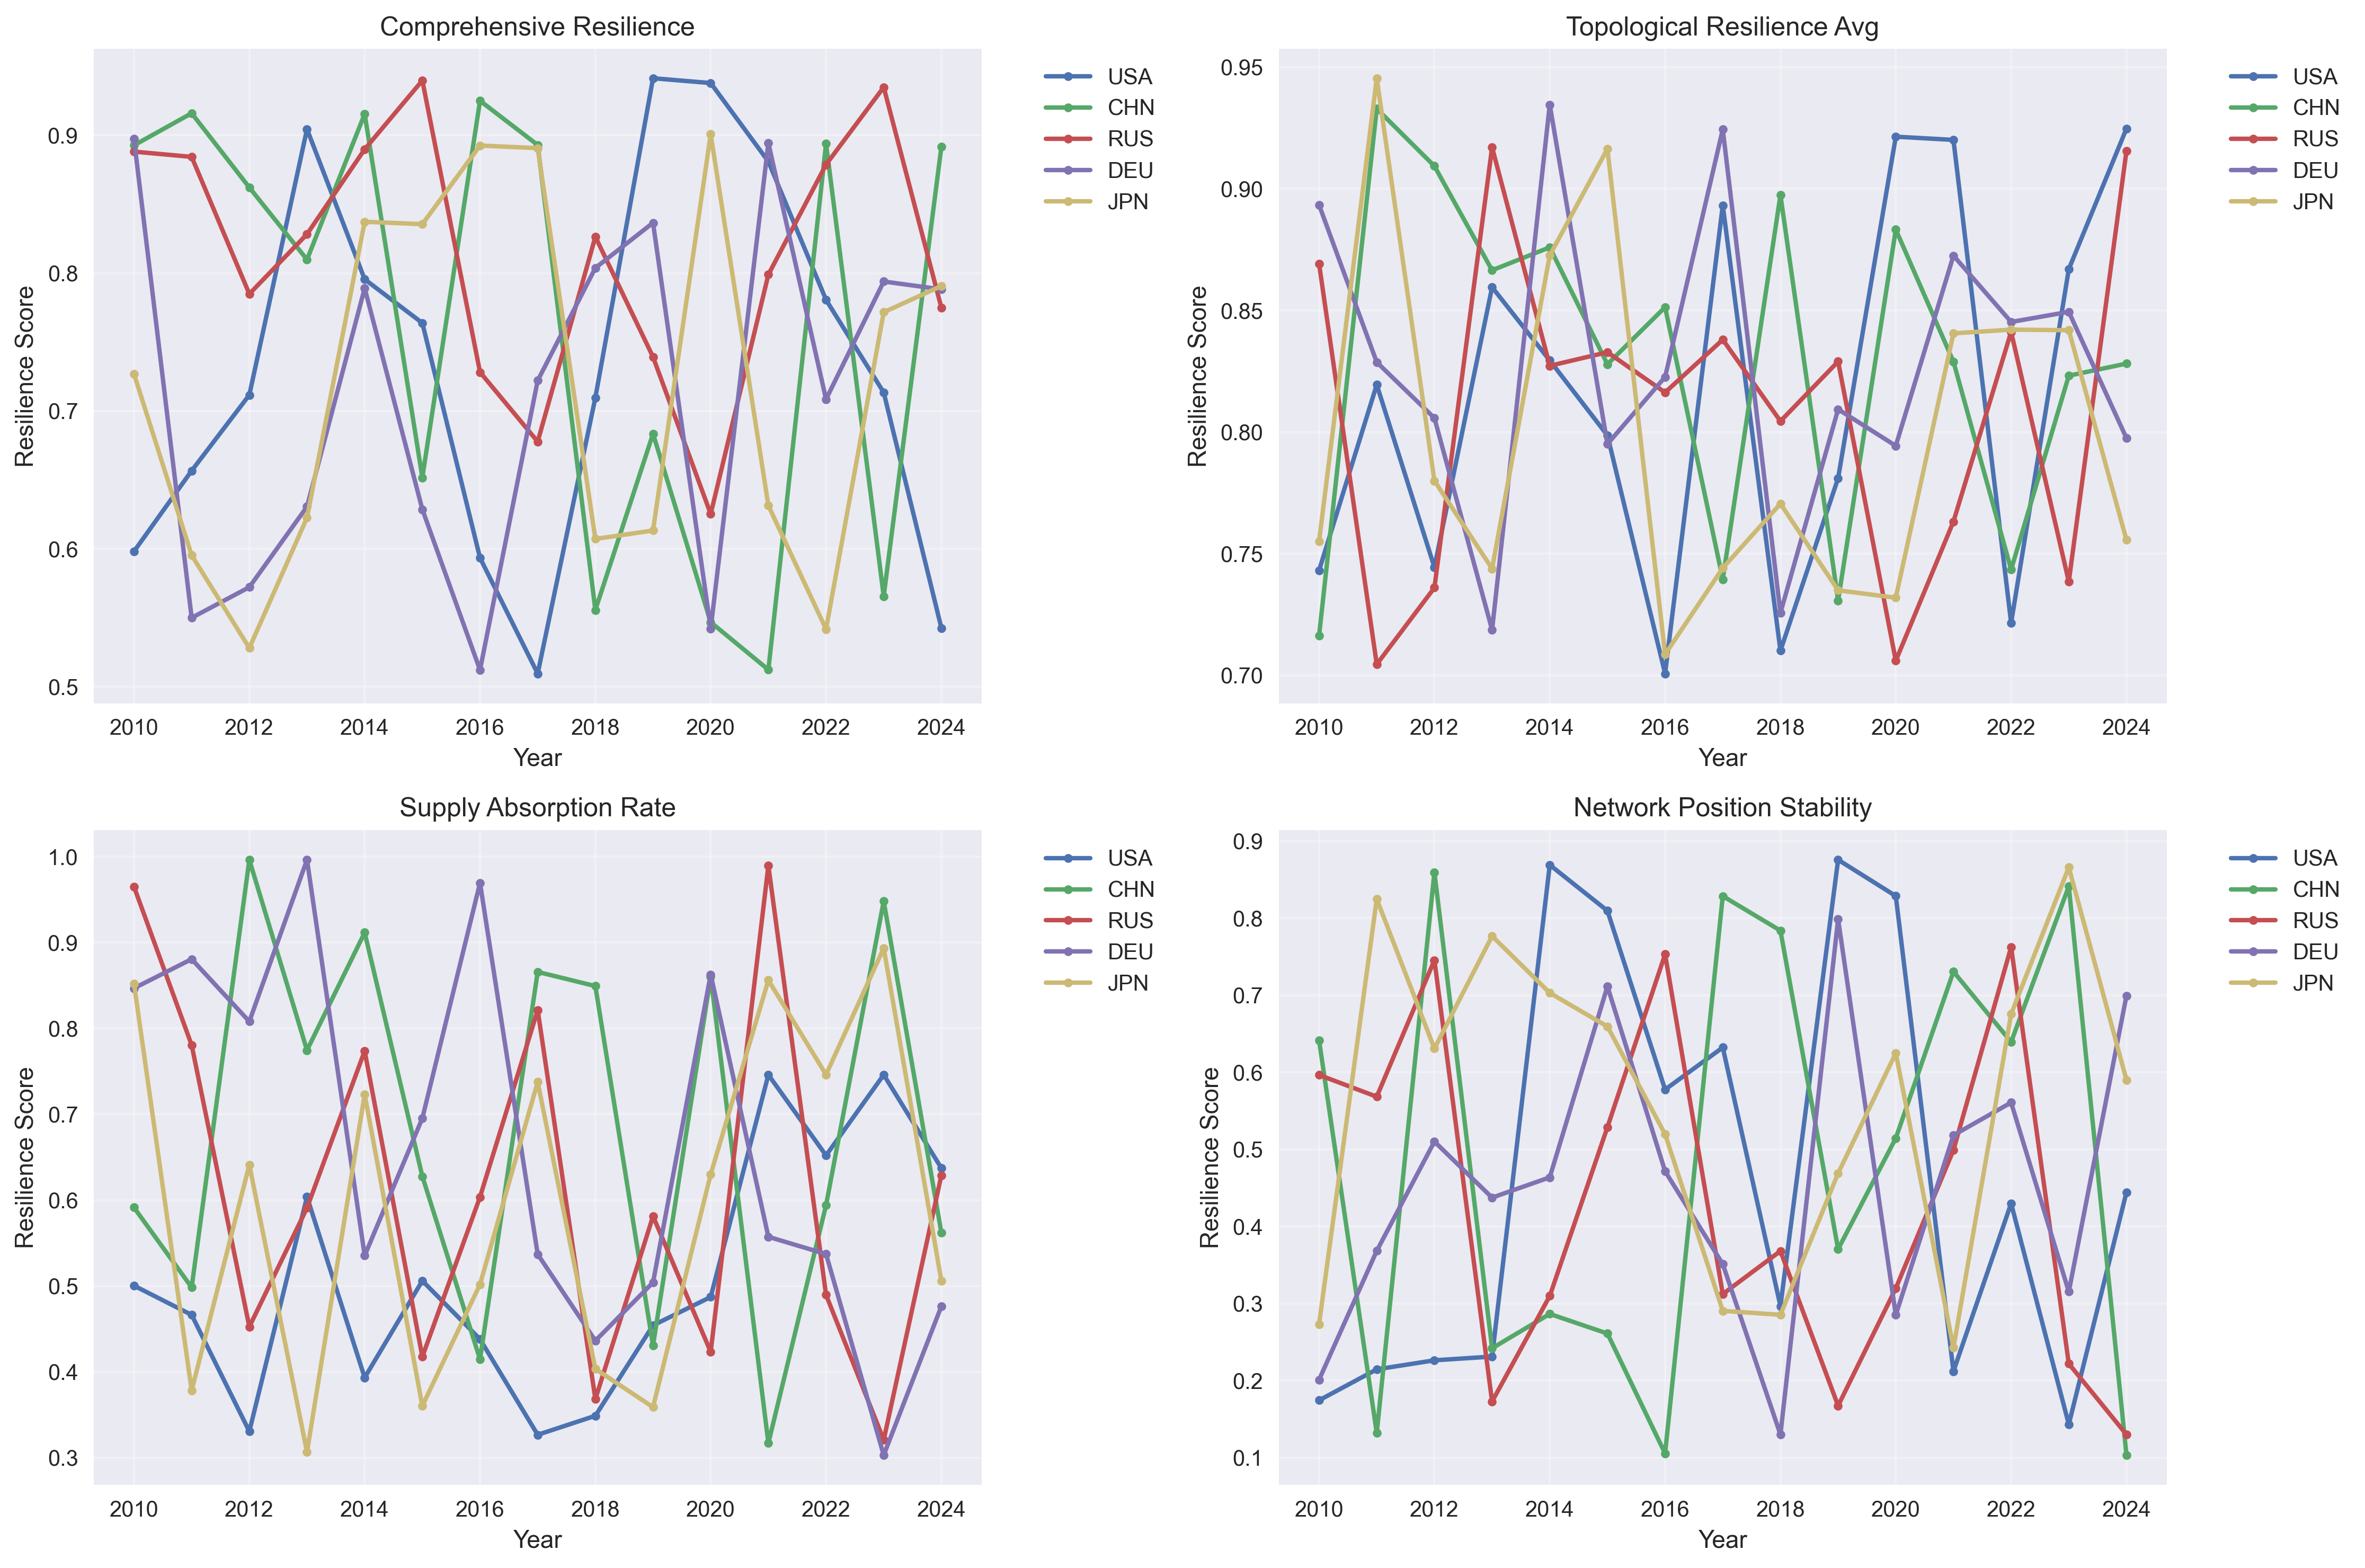 Comprehensive Resilience
Resilience Score
0.9
0.8
0.7
0.6
0.5
2010 2012 2014 2016 2018 2020 2022 2024
Year
USA
CHN
RUS
DEU
JPN
Topological Resilience Avg
Resilience Score
0.95
0.90
0.85
0.80
0.75
0.70
2010 2012 2014 2016 2018 2020 2022 2024
Year
USA
CHN
RUS
DEU
JPN
Supply Absorption Rate
Resilience Score
1.0
0.9
0.8
0.7
0.6
0.5
0.4
0.3
2010 2012 2014 2016 2018 2020 2022 2024
Year
USA
CHN
RUS
DEU
JPN
Network Position Stability
Resilience Score
0.9
0.8
0.7
0.6
0.5
0.4
0.3
0.2
0.1
2010 2012 2014 2016 2018 2020 2022 2024
Year
USA
CHN
RUS
DEU
JPN